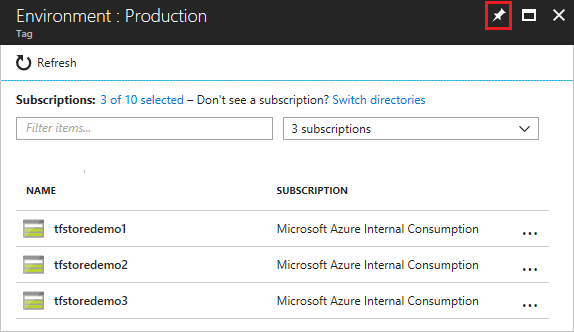 Environment : Production
Tag
Refresh
Subscriptions: 3 of 10 selected – Don't see a subscription? Switch directories
Filter items... 3 subscriptions
NAME SUBSCRIPTION
tfstoredemo1 Microsoft Azure Internal Consumption ...
tfstoredemo2 Microsoft Azure Internal Consumption ...
tfstoredemo3 Microsoft Azure Internal Consumption ...